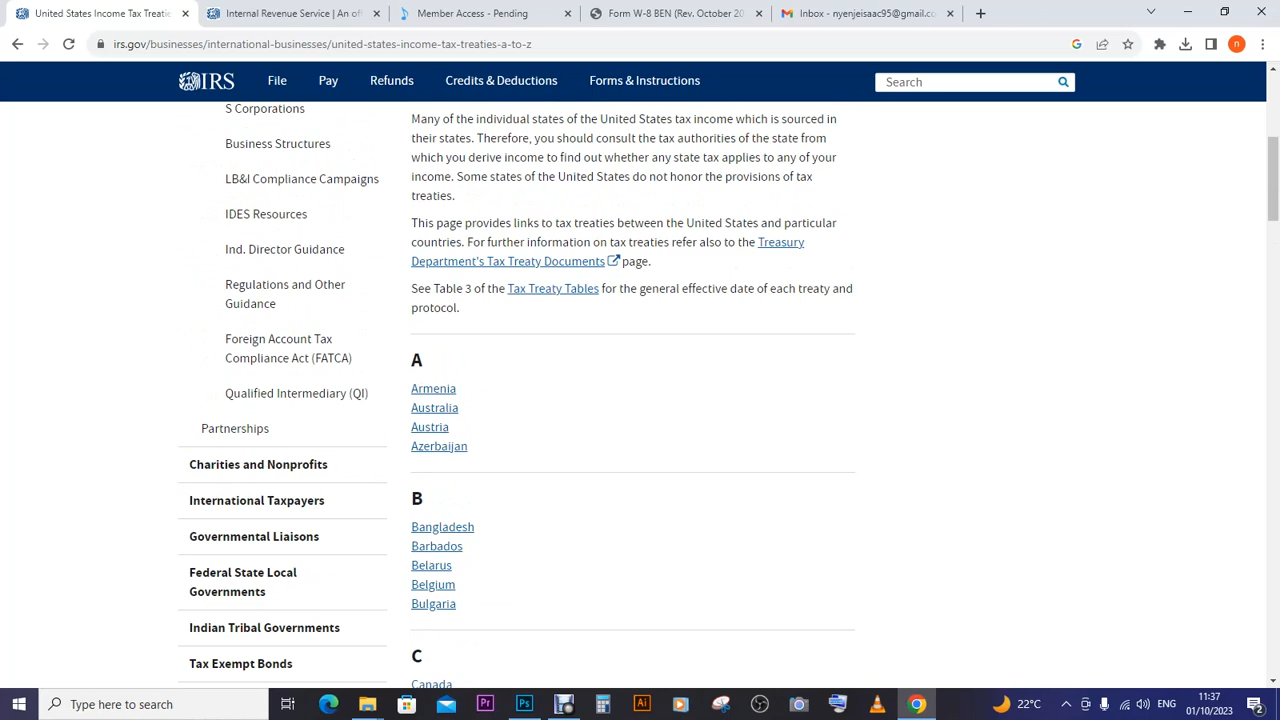 United States Income Tax Treatie
Internal Revenue Service | An of
Member Access - Pending
Form W-8 BEN (Rev. October 20
Inbox - nyenjeisaac95@gmail.co
irs.gov/businesses/international-businesses/united-states-income-tax-treaties-a-to-z
n
IRS
File
Pay
Refunds
Credits & Deductions
Forms & Instructions
Search
S Corporations
Business Structures
LB&I Compliance Campaigns
IDES Resources
Ind. Director Guidance
Regulations and Other
Guidance
Foreign Account Tax
Compliance Act (FATCA)
Qualified Intermediary (QI)
Partnerships
Charities and Nonprofits
International Taxpayers
Governmental Liaisons
Federal State Local
Governments
Indian Tribal Governments
Tax Exempt Bonds
Many of the individual states of the United States tax income which is sourced in
their states. Therefore, you should consult the tax authorities of the state from
which you derive income to find out whether any state tax applies to any of your
income. Some states of the United States do not honor the provisions of tax
treaties.
This page provides links to tax treaties between the United States and particular
countries. For further information on tax treaties refer also to the Treasury
Department's Tax Treaty Documents page.
See Table 3 of the Tax Treaty Tables for the general effective date of each treaty and
protocol.
A
Armenia
Australia
Austria
Azerbaijan
B
Bangladesh
Barbados
Belarus
Belgium
Bulgaria
C
Canada
Type here to search
Pr
Ps
Ai
22°C
ENG
11:37
01/10/2023
2